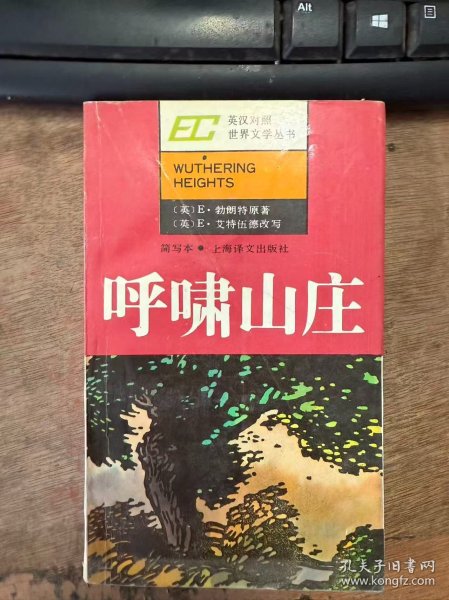 Alt
EC
英汉对照
世界文学丛书
WUTHERING
HEIGHTS
〔英〕E·勃朗特原著
〔英〕E·艾特伍德改写
简写本●上海译文出版社
呼啸山庄
孔夫子旧书网
www.kongfz.com